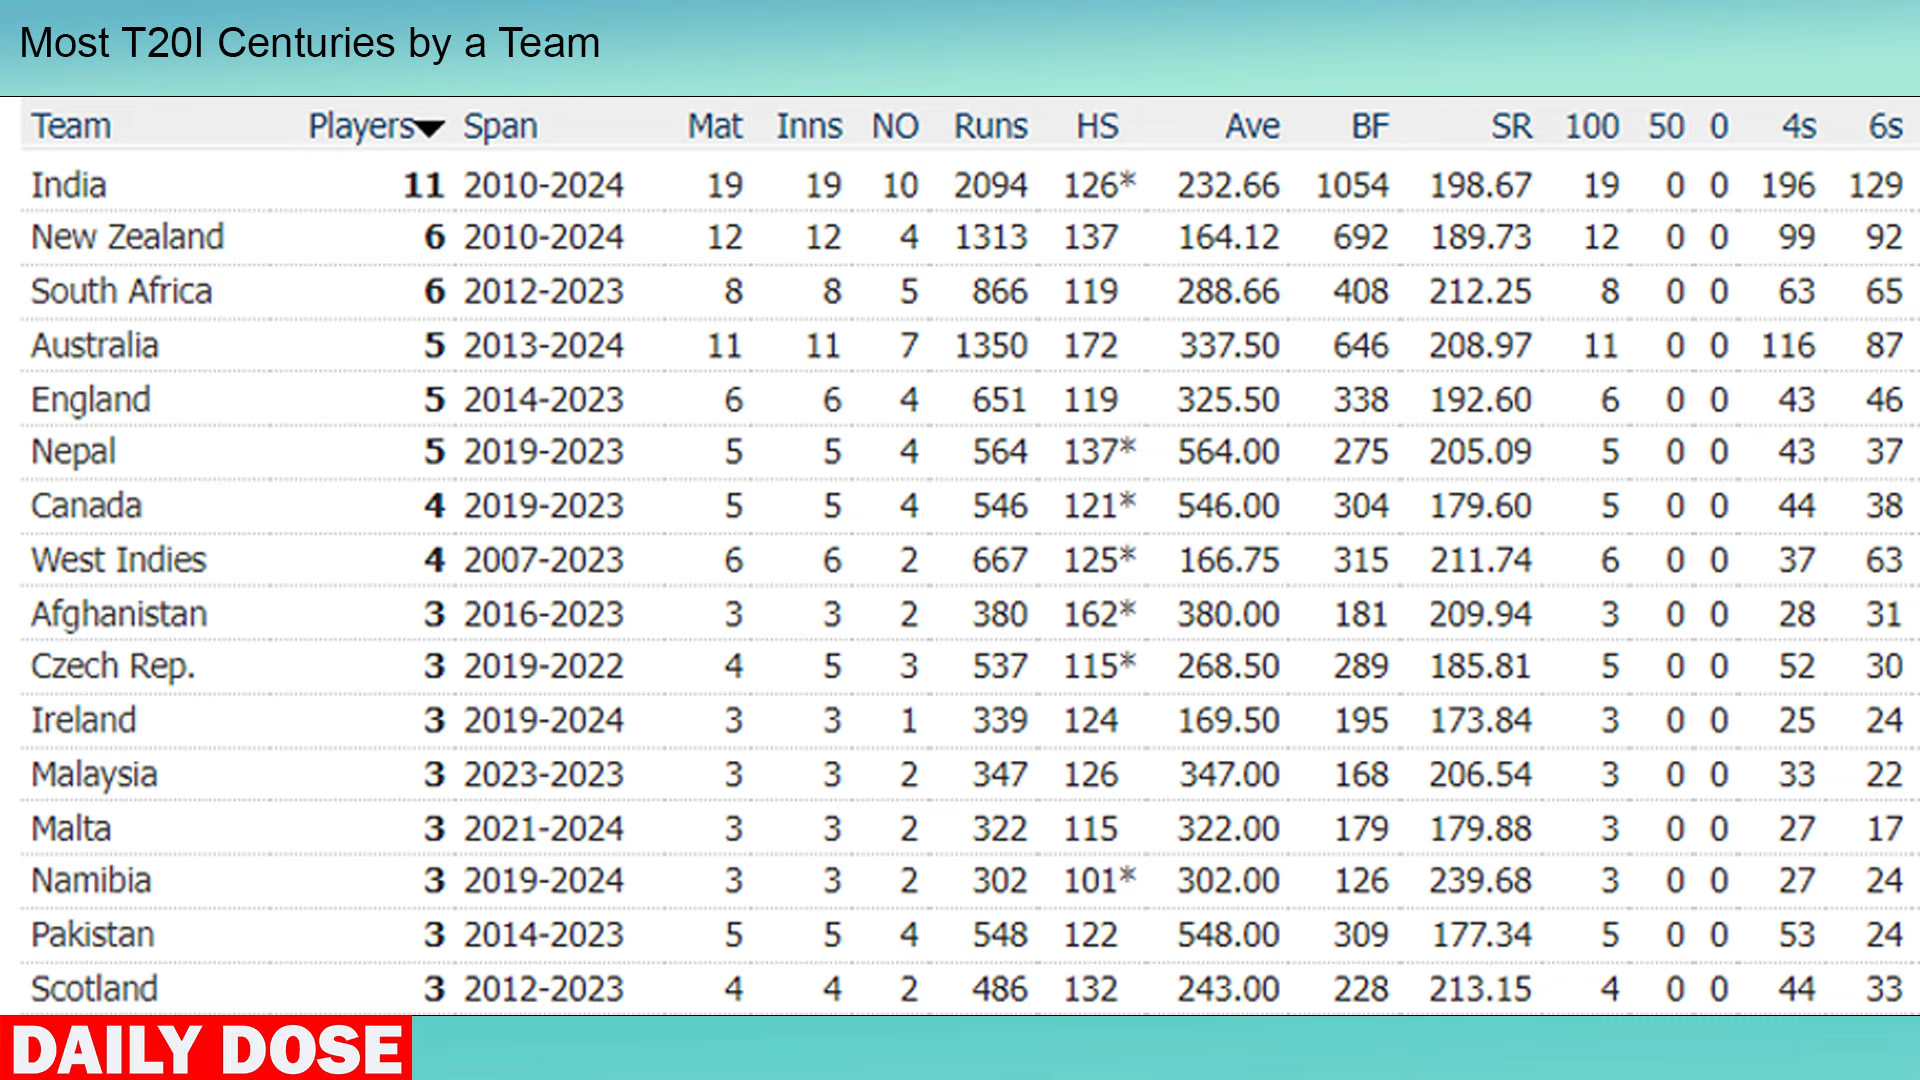 Most T20I Centuries by a Team
Team Players Span Mat Inns NO Runs HS Ave BF SR 100 50 0 4s 6s
India 11 2010-2024 19 19 10 2094 126* 232.66 1054 198.67 19 0 0 196 129
New Zealand 6 2010-2024 12 12 4 1313 137 164.12 692 189.73 12 0 0 99 92
South Africa 6 2012-2023 8 8 5 866 119 288.66 408 212.25 8 0 0 63 65
Australia 5 2013-2024 11 11 7 1350 172 337.50 646 208.97 11 0 0 116 87
England 5 2014-2023 6 6 4 651 119 325.50 338 192.60 6 0 0 43 46
Nepal 5 2019-2023 5 5 4 564 137* 564.00 275 205.09 5 0 0 43 37
Canada 4 2019-2023 5 5 4 546 121* 546.00 304 179.60 5 0 0 44 38
West Indies 4 2007-2023 6 6 2 667 125* 166.75 315 211.74 6 0 0 37 63
Afghanistan 3 2016-2023 3 3 2 380 162* 380.00 181 209.94 3 0 0 28 31
Czech Rep. 3 2019-2022 4 5 3 537 115* 268.50 289 185.81 5 0 0 52 30
Ireland 3 2019-2024 3 3 1 339 124 169.50 195 173.84 3 0 0 25 24
Malaysia 3 2023-2023 3 3 2 347 126 347.00 168 206.54 3 0 0 33 22
Malta 3 2021-2024 3 3 2 322 115 322.00 179 179.88 3 0 0 27 17
Namibia 3 2019-2024 3 3 2 302 101* 302.00 126 239.68 3 0 0 27 24
Pakistan 3 2014-2023 5 5 4 548 122 548.00 309 177.34 5 0 0 53 24
Scotland 3 2012-2023 4 4 2 486 132 243.00 228 213.15 4 0 0 44 33
DAILY DOSE